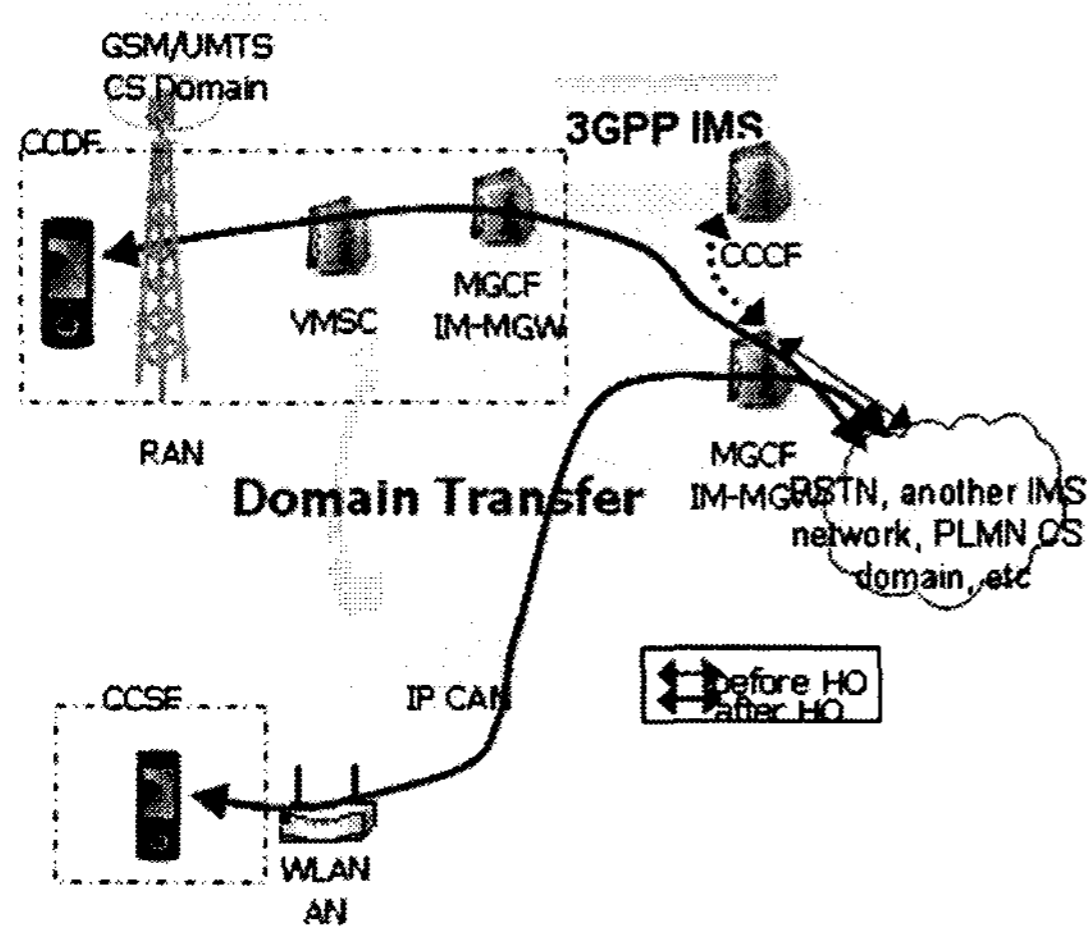 GSM/UMTS
CS Domain
3GPP IMS
CCDF
CCCF
MGCF
IM-MGW
VMSC
RAN
MGCF
IM-MGW
Domain Transfer
PSTN, another IMS
network, PLMN CS
domain, etc
before HO
after HO
CCSF
IP CAN
WLAN
AN